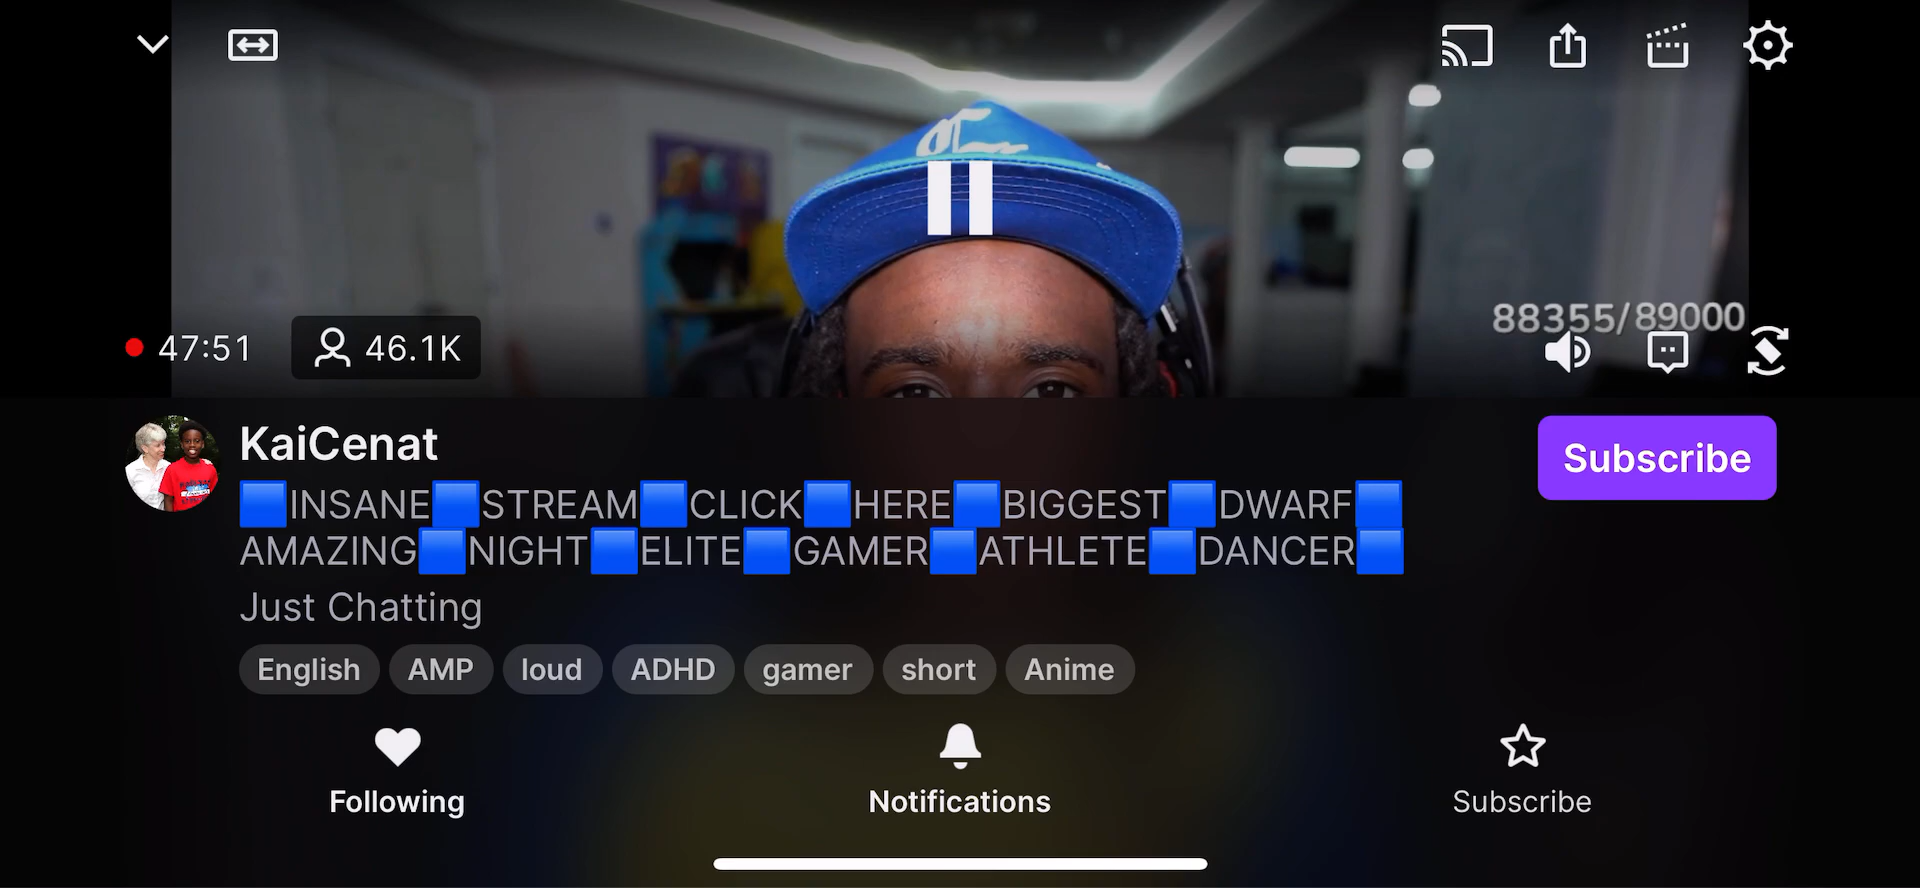 88355/89000
47:51
46.1K
KaiCenat
Subscribe
🟦INSANE🟦STREAM🟦CLICK🟦HERE🟦BIGGEST🟦DWARF🟦
AMAZING🟦NIGHT🟦ELITE🟦GAMER🟦ATHLETE🟦DANCER🟦
Just Chatting
English AMP loud ADHD gamer short Anime
Following Notifications Subscribe